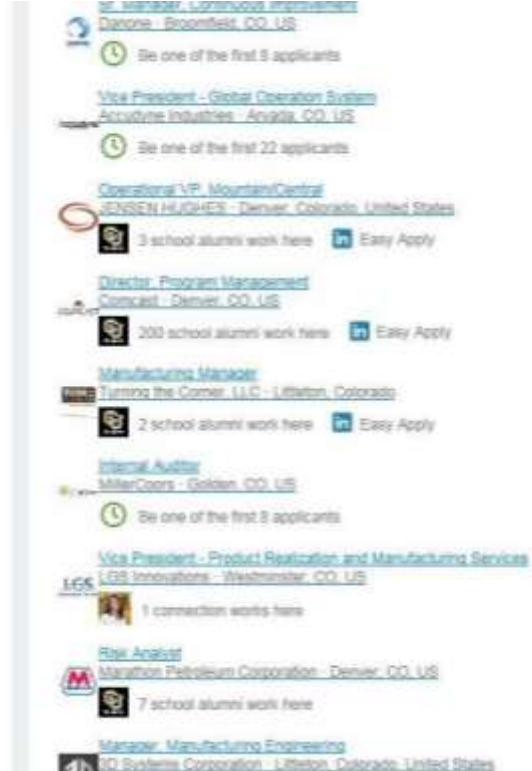 Sr. Manager, Continuous Improvement
Danone · Broomfield, CO, US
Be one of the first 8 applicants
Vice President - Global Operation System
Accudyne Industries · Arvada, CO, US
Be one of the first 22 applicants
Operational VP, Mountain/Central
JENSEN HUGHES · Denver, Colorado, United States
3 school alumni work here Easy Apply
Director, Program Management
Comcast · Denver, CO, US
200 school alumni work here Easy Apply
Manufacturing Manager
Turning the Corner, LLC · Littleton, Colorado
2 school alumni work here Easy Apply
Internal Auditor
MillerCoors · Golden, CO, US
Be one of the first 8 applicants
Vice President - Product Realization and Manufacturing Services
LGS
LGS Innovations · Westminster, CO, US
1 connection works here
Risk Analyst
Marathon Petroleum Corporation · Denver, CO, US
7 school alumni work here
Manager, Manufacturing Engineering
3D Systems Corporation · Littleton, Colorado, United States